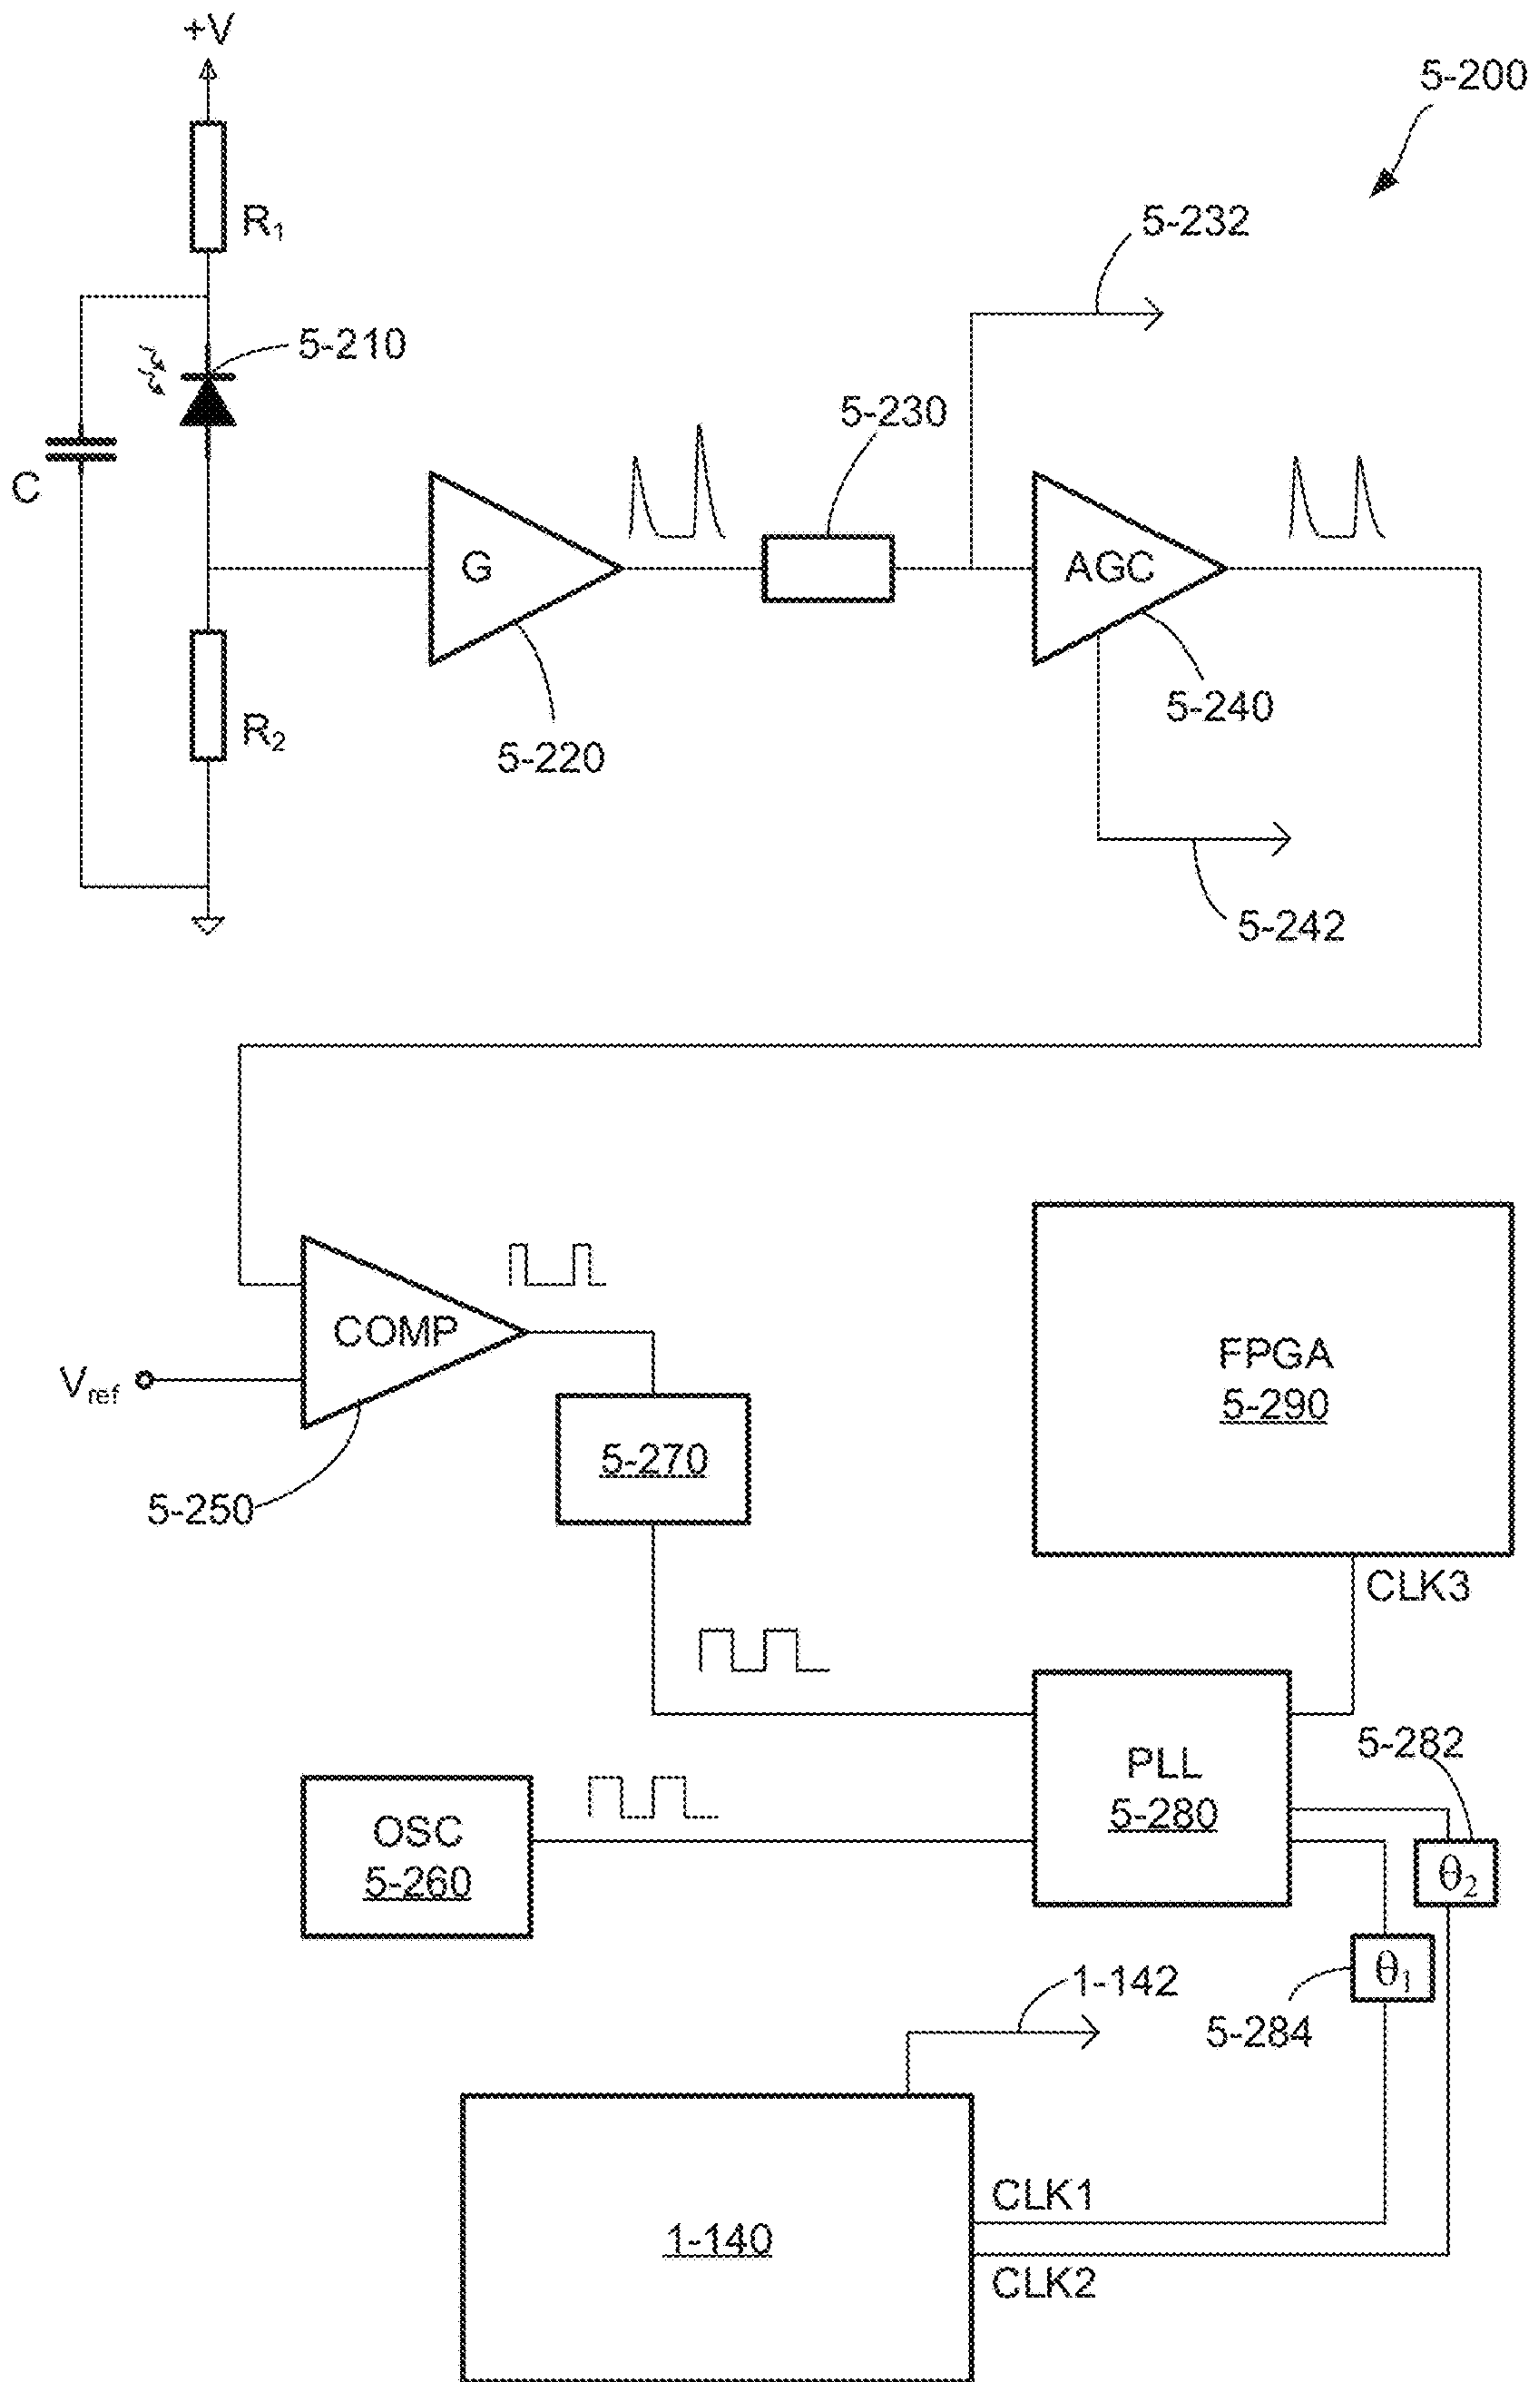 +V
5-200
R1
5-232
5-210
5-230
C
G
AGC
5-240
R2
5-220
5-242
COMP
FPGA
5-290
Vref
5-270
5-250
CLK3
5-282
PLL
5-280
OSC
5-260
θ2
θ1
1-142
5-284
CLK1
1-140
CLK2